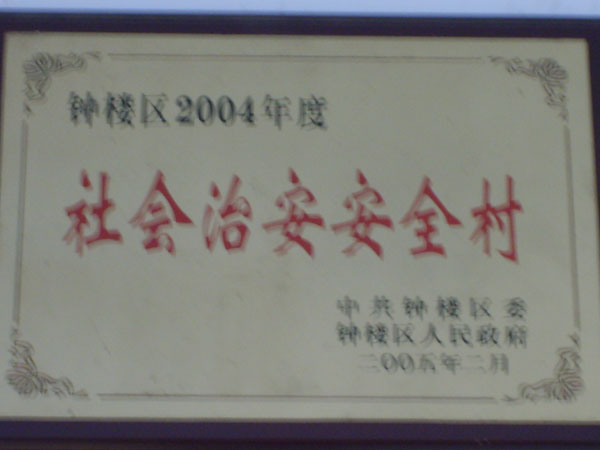 钟楼区2004年度
社会治安安全村
中共钟楼区委
钟楼区人民政府
二00五年二月